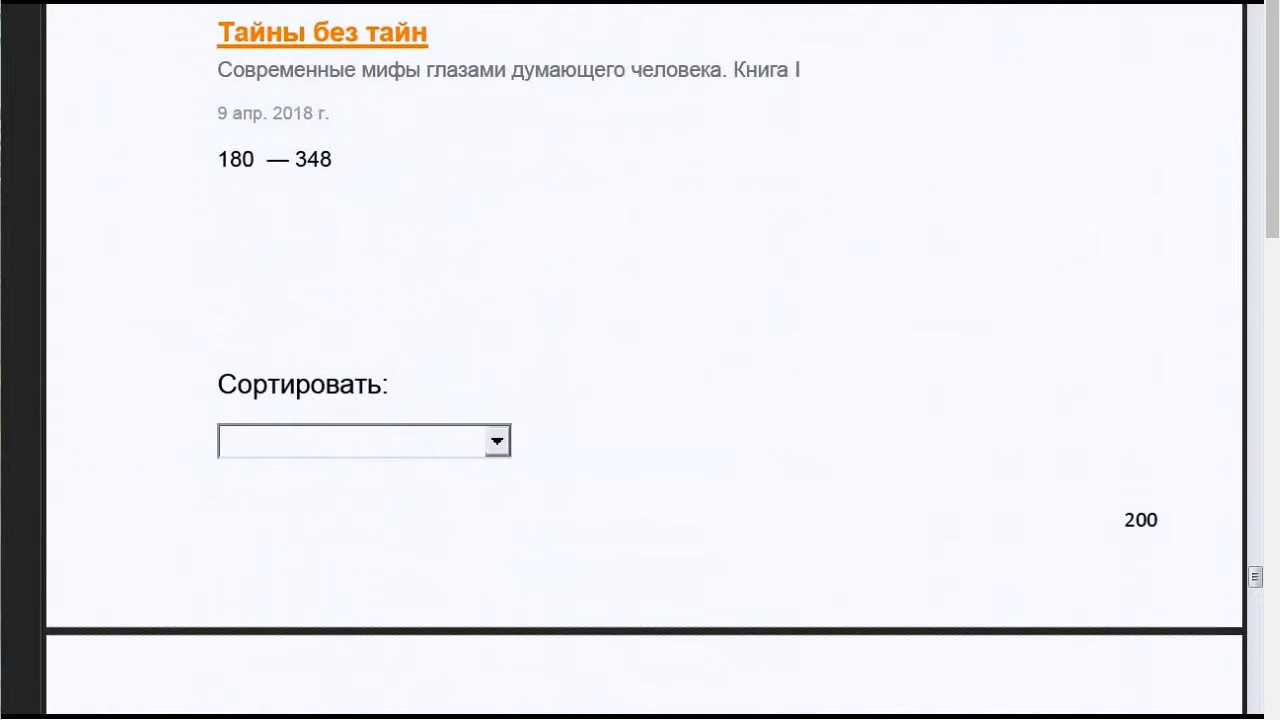 Тайны без тайн
Современные мифы глазами думающего человека. Книга I
9 апр. 2018 г.
180 — 348
Сортировать:
200